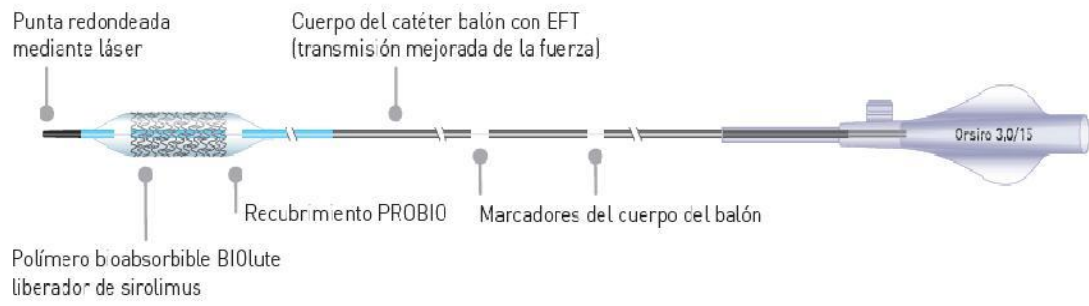 Punta redondeada
mediante láser
Cuerpo del catéter balón con EFT
(transmisión mejorada de la fuerza)
Orsiro 3,0/15
Recubrimiento PROBIO
Marcadores del cuerpo del balón
Polímero bioabsorbible BIOlute
liberador de sirolimus